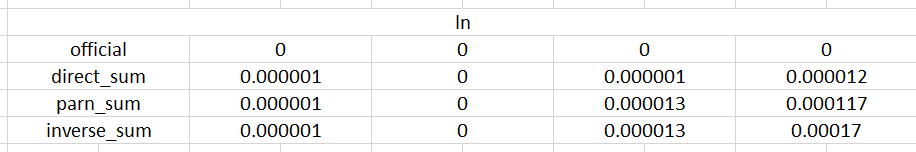 ln
official 0 0 0 0
direct_sum 0.000001 0 0.000001 0.000012
parn_sum 0.000001 0 0.000013 0.000117
inverse_sum 0.000001 0 0.000013 0.00017